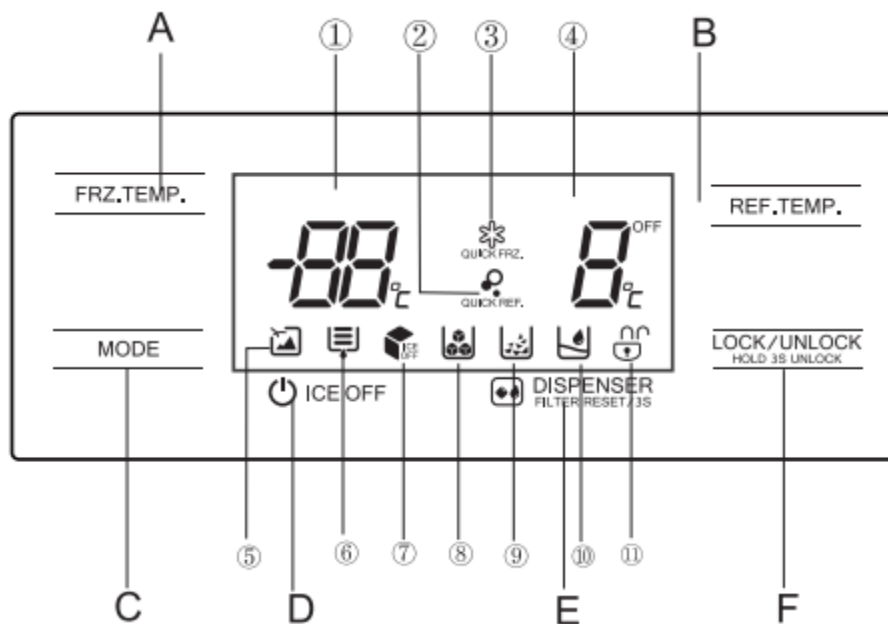 A ① ② ③ ④ B
FRZ.TEMP.
REF.TEMP.
-88 °C
QUICK FRZ.
QUICK REF.
8 OFF °C
MODE
ICE OFF
LOCK/UNLOCK
HOLD 3S UNLOCK
ICE OFF
DISPENSER
FILTER RESET/3S
⑤ ⑥ ⑦ ⑧ ⑨ ⑩ ⑪
C D E F